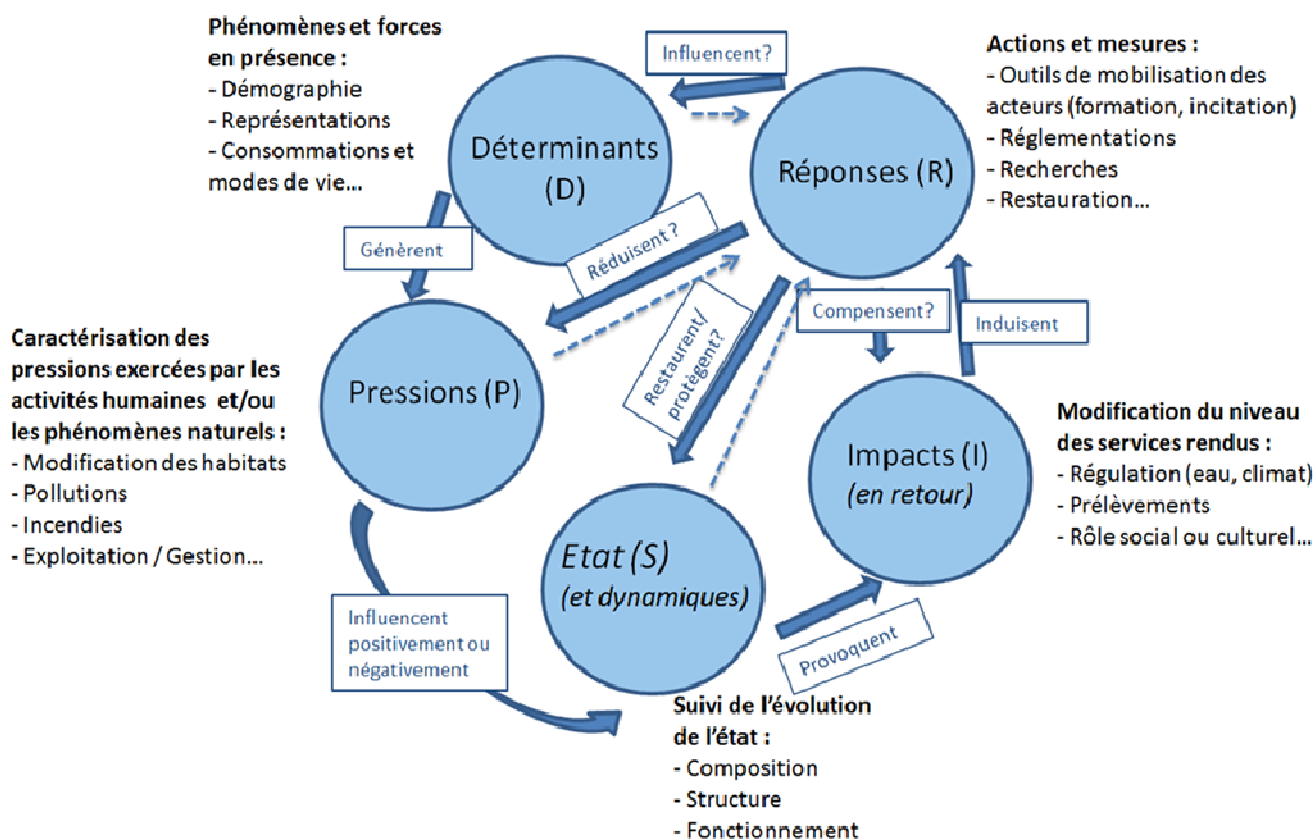 Phénomènes et forces
en présence :
- Démographie
- Représentations
- Consommations et
modes de vie...
Influencent?
Actions et mesures :
- Outils de mobilisation des
acteurs (formation, incitation)
- Réglementations
- Recherches
- Restauration...
Déterminants
(D)
Réponses (R)
Génèrent
Réduisent ?
Restaurent/
protègent?
Compensent?
Induisent
Caractérisation des
pressions exercées par les
activités humaines et/ou
les phénomènes naturels :
- Modification des habitats
- Pollutions
- Incendies
- Exploitation / Gestion...
Pressions (P)
Impacts (I)
(en retour)
Modification du niveau
des services rendus :
- Régulation (eau, climat)
- Prélèvements
- Rôle social ou culturel...
Etat (S)
(et dynamiques)
Influencent
positivement ou
négativement
Provoquent
Suivi de l'évolution
de l'état :
- Composition
- Structure
- Fonctionnement